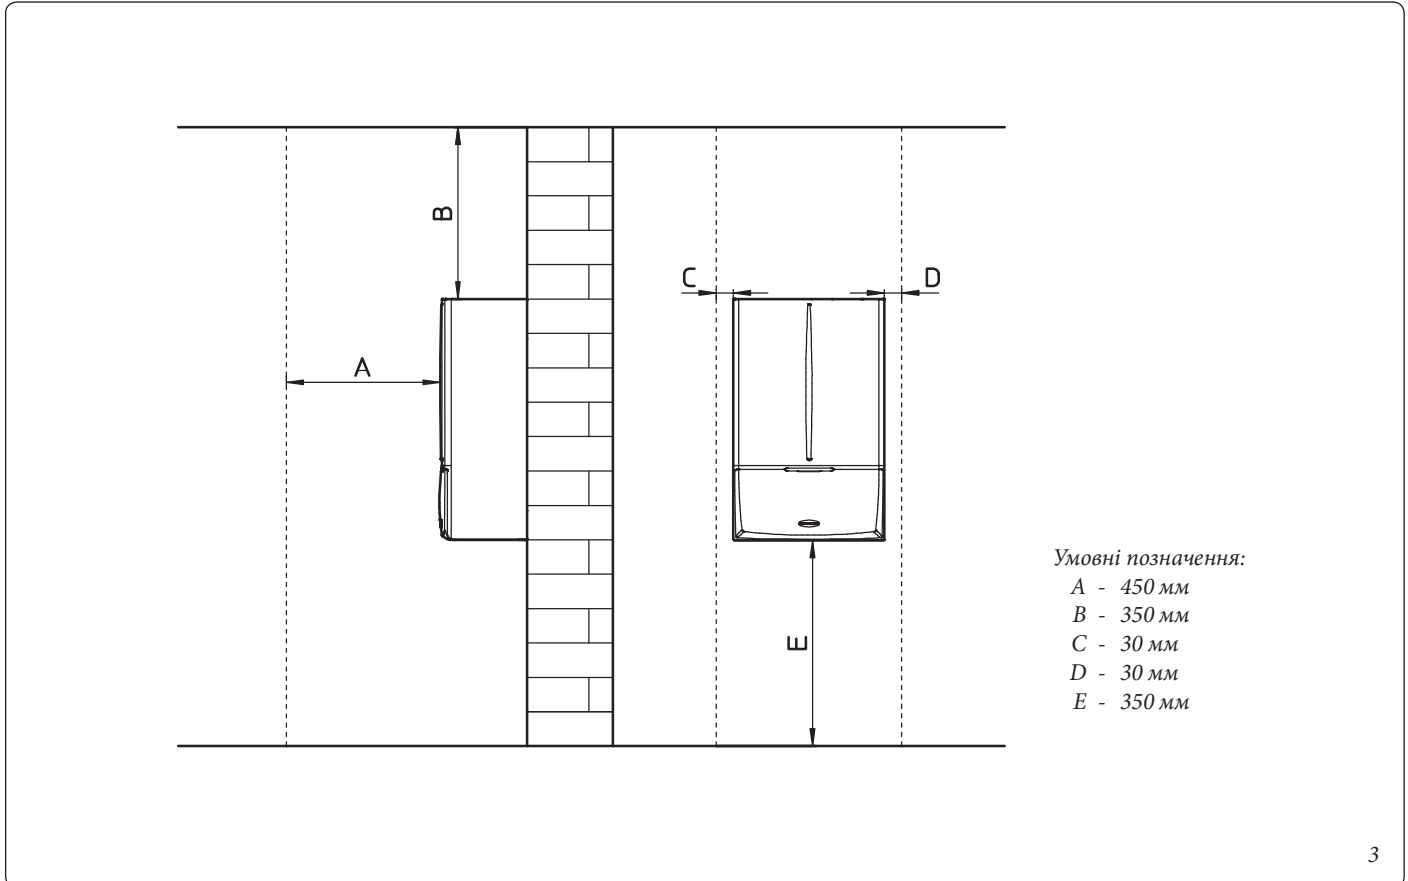 B
C
D
A
E
Умовні позначення:
A - 450 мм
B - 350 мм
C - 30 мм
D - 30 мм
E - 350 мм
3